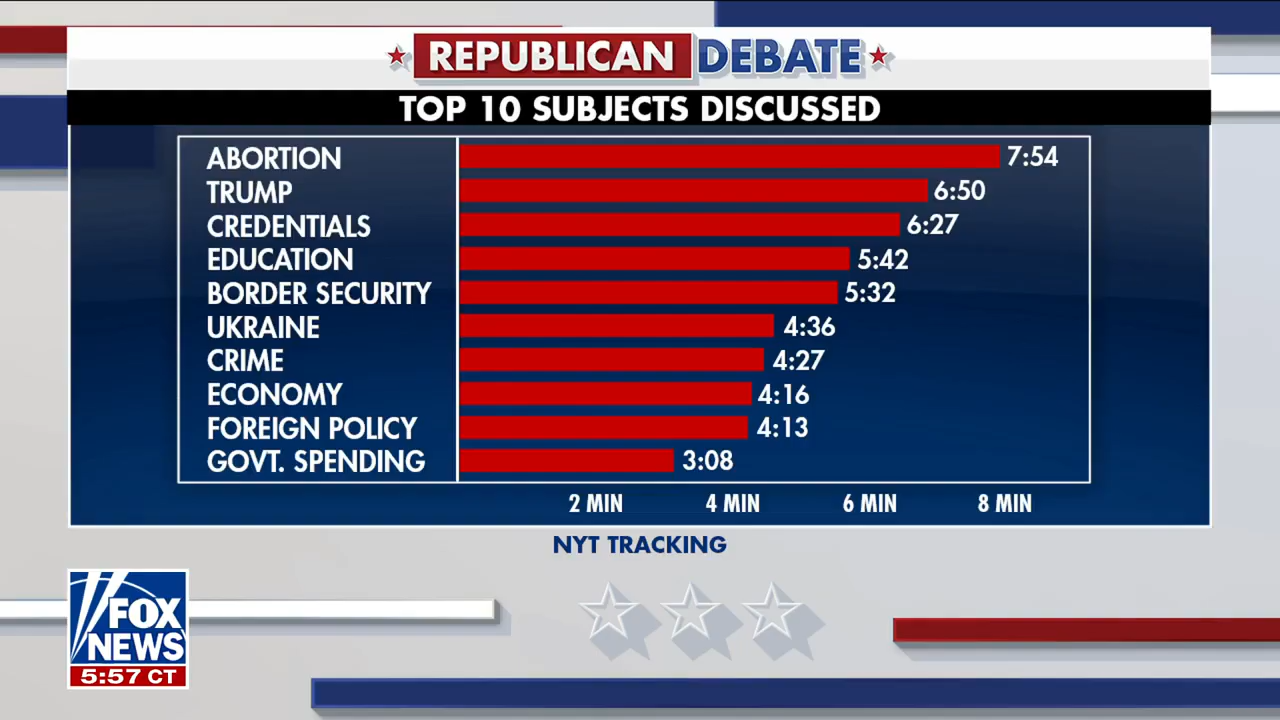 REPUBLICAN DEBATE
TOP 10 SUBJECTS DISCUSSED
ABORTION 7:54
TRUMP 6:50
CREDENTIALS 6:27
EDUCATION 5:42
BORDER SECURITY 5:32
UKRAINE 4:36
CRIME 4:27
ECONOMY 4:16
FOREIGN POLICY 4:13
GOVT. SPENDING 3:08
2 MIN 4 MIN 6 MIN 8 MIN
NYT TRACKING
FOX
NEWS
5:57 CT